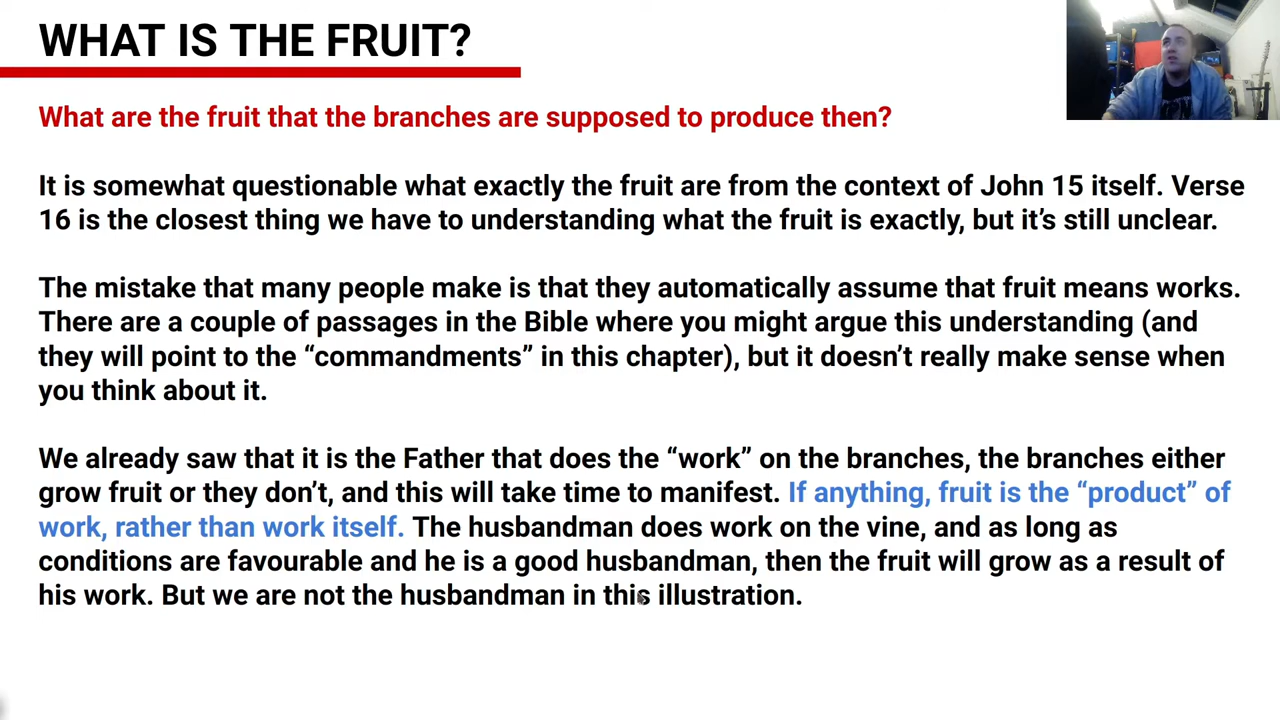 WHAT IS THE FRUIT?
What are the fruit that the branches are supposed to produce then?
It is somewhat questionable what exactly the fruit are from the context of John 15 itself. Verse
16 is the closest thing we have to understanding what the fruit is exactly, but it’s still unclear.
The mistake that many people make is that they automatically assume that fruit means works.
There are a couple of passages in the Bible where you might argue this understanding (and
they will point to the “commandments” in this chapter), but it doesn’t really make sense when
you think about it.
We already saw that it is the Father that does the “work” on the branches, the branches either
grow fruit or they don’t, and this will take time to manifest. If anything, fruit is the “product” of
work, rather than work itself. The husbandman does work on the vine, and as long as
conditions are favourable and he is a good husbandman, then the fruit will grow as a result of
his work. But we are not the husbandman in this illustration.